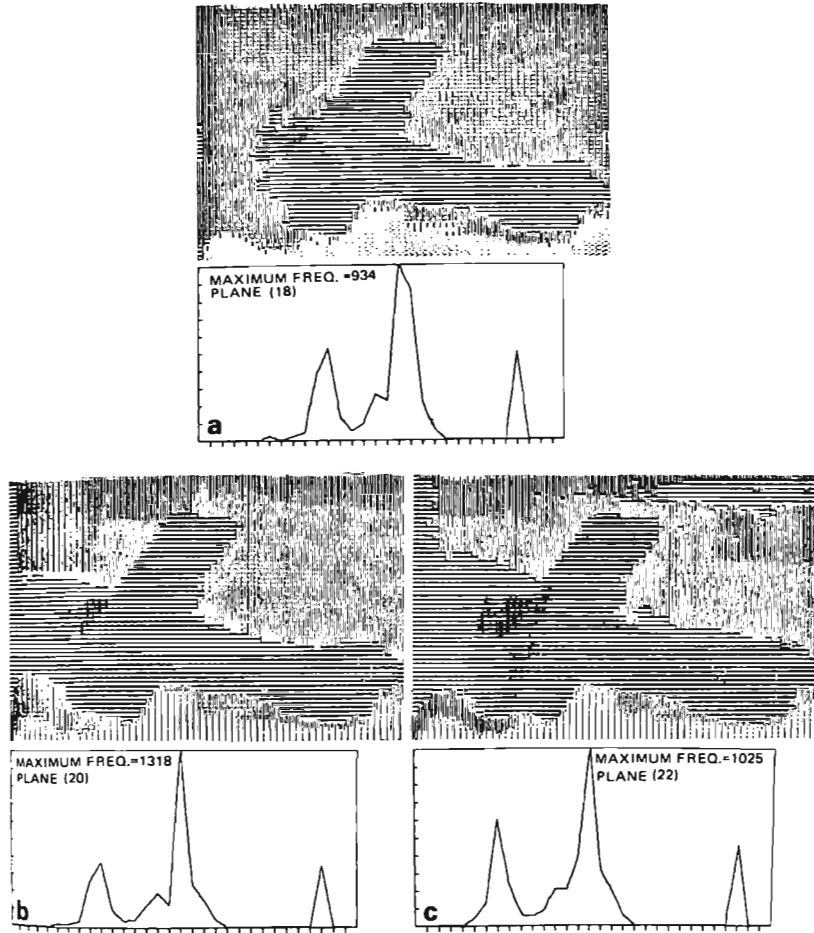 MAXIMUM FREQ. =934
PLANE (18)
a
MAXIMUM FREQ.=1318
PLANE (20)
b
MAXIMUM FREQ.=1025
PLANE (22)
c